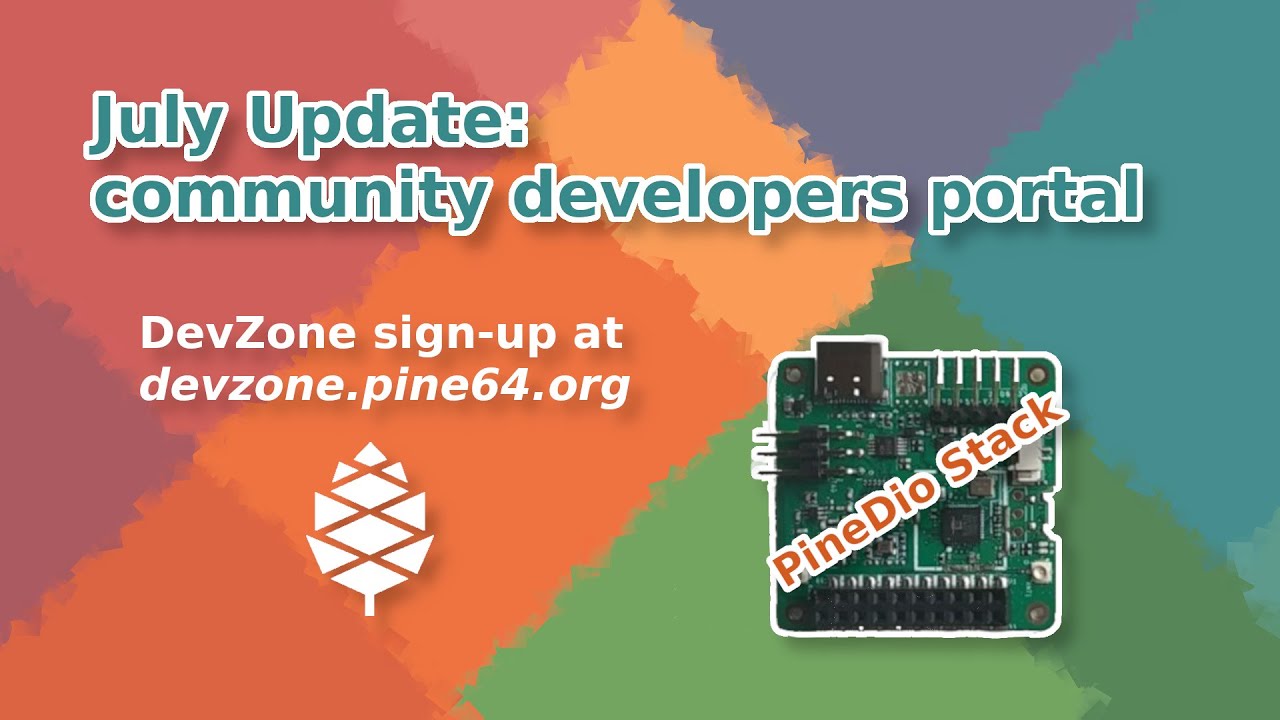 July Update:
community developers portal
DevZone sign-up at
devzone.pine64.org
PineDio Stack